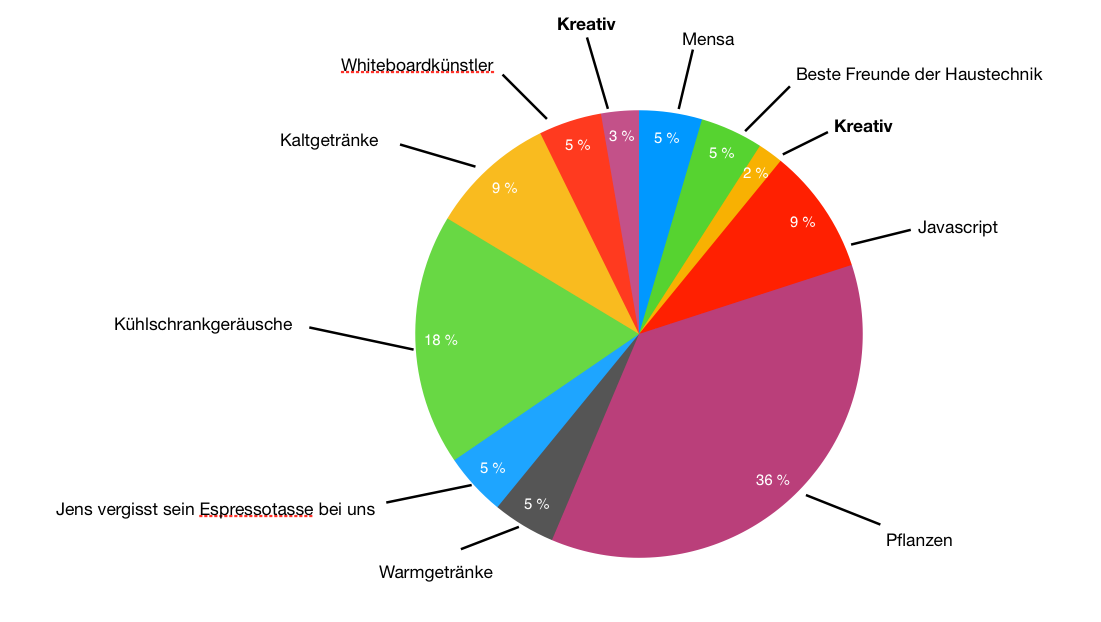 Kreativ
Mensa
Whiteboardkünstler
Beste Freunde der Haustechnik
Kreativ
Kaltgetränke
3 %
5 %
5 %
5 %
2 %
9 %
9 %
Javascript
Kühlschrankgeräusche
18 %
5 %
36 %
5 %
Jens vergisst sein Espressotasse bei uns
Pflanzen
Warmgetränke